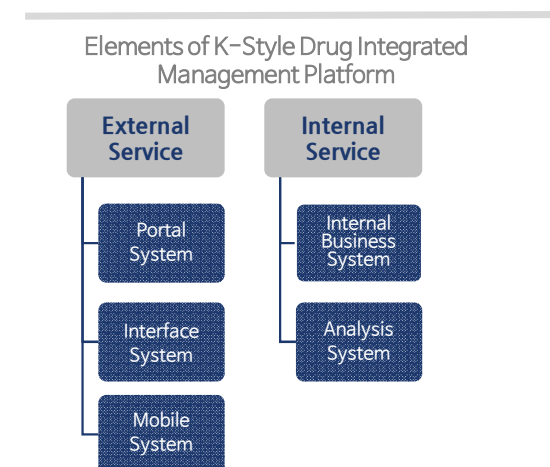 Elements of K-Style Drug Integrated
Management Platform
External
Service
Internal
Service
Portal
System
Internal
Business
System
Interface
System
Analysis
System
Mobile
System